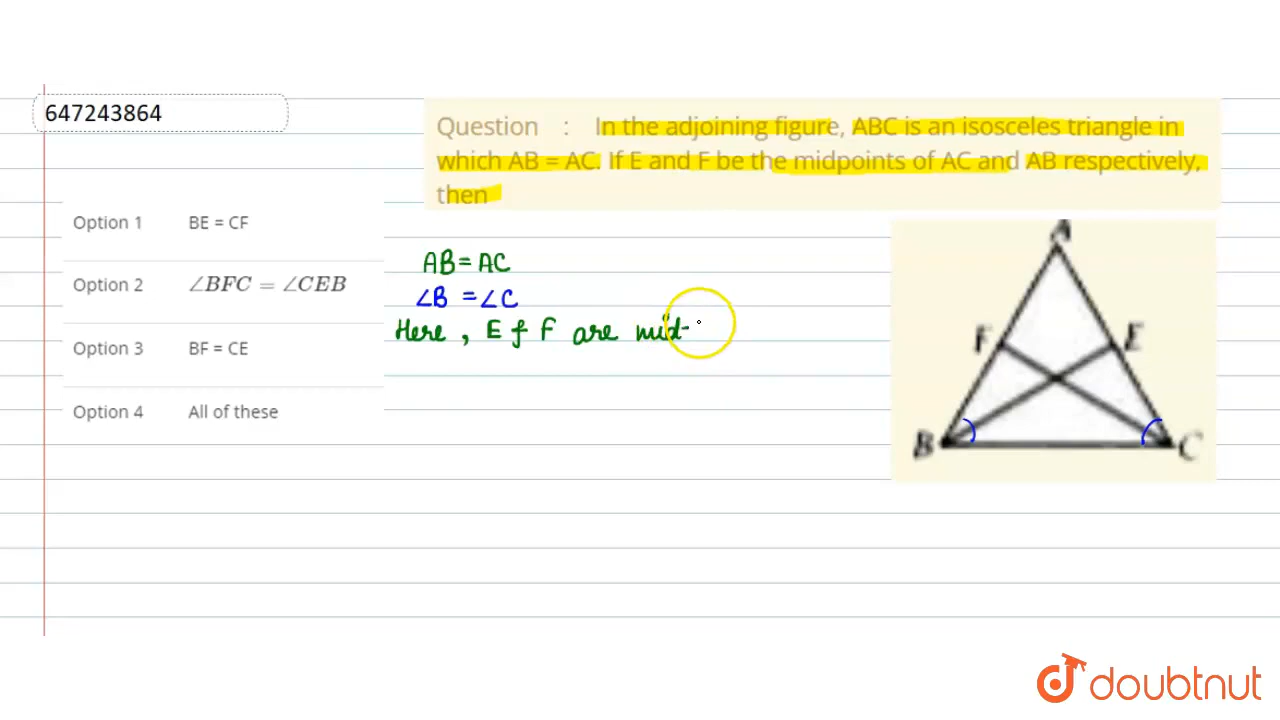 647243864
Question : In the adjoining figure, ABC is an isosceles triangle in
which AB = AC. If E and F be the midpoints of AC and AB respectively,
then
Option 1 BE = CF
Option 2 ∠BFC = ∠CEB
Option 3 BF = CE
Option 4 All of these
AB = AC
∠B = ∠C
Here , E & F are mid-
A
F E
B C
doubtnut